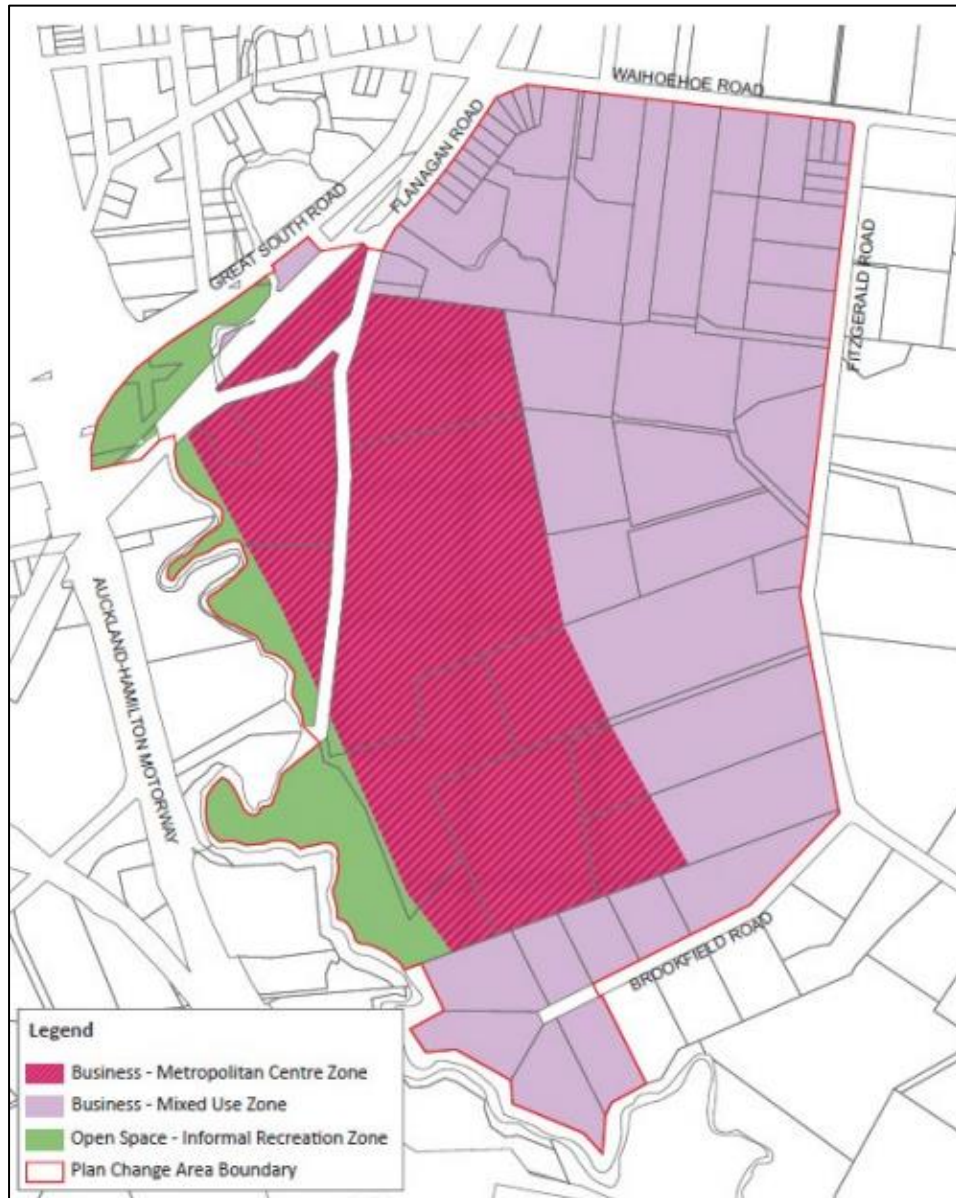 WAIHOEHOE ROAD
FLANAGAN ROAD
GREAT SOUTH ROAD
FITZGERALD ROAD
AUCKLAND-HAMILTON MOTORWAY
BROOKFIELD ROAD
Legend
Business - Metropolitan Centre Zone
Business - Mixed Use Zone
Open Space - Informal Recreation Zone
Plan Change Area Boundary